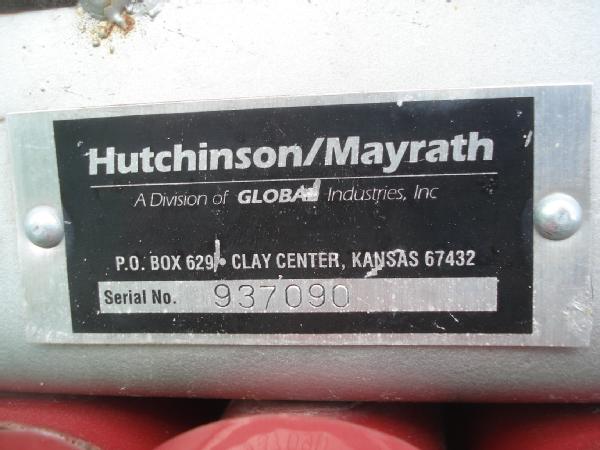 Hutchinson/Mayrath
A Division of GLOBAL Industries, Inc
P.O. BOX 629 • CLAY CENTER, KANSAS 67432
Serial No. 937090